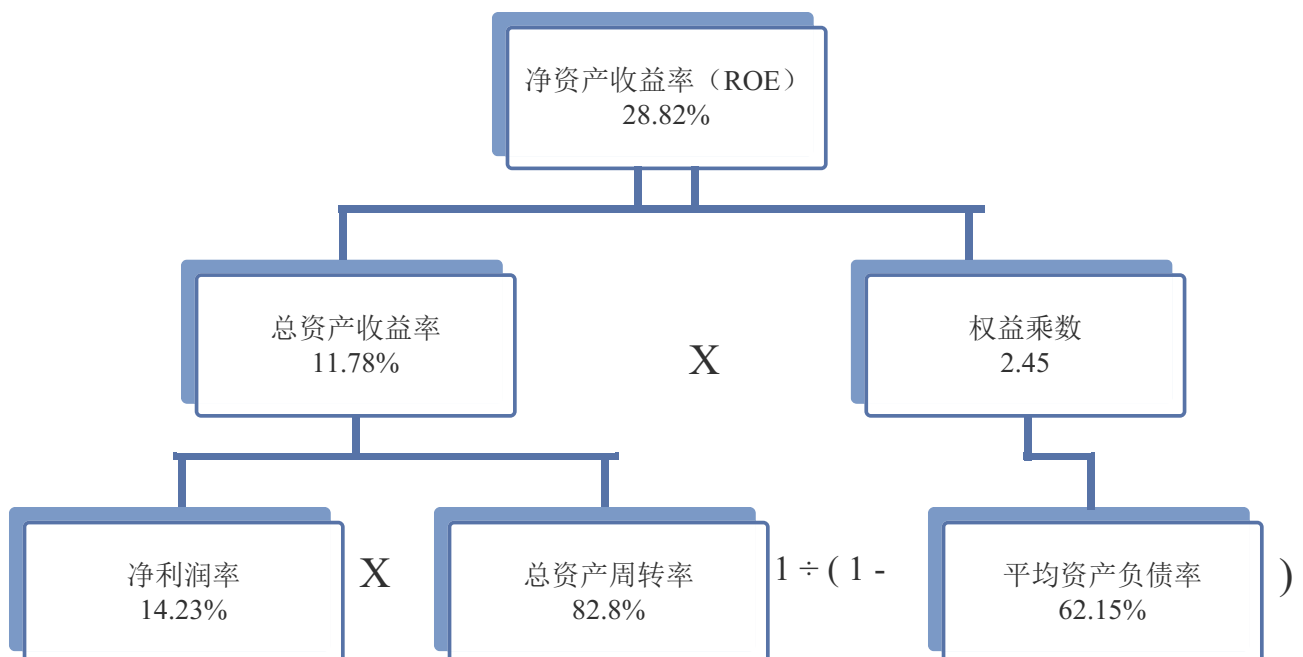 净资产收益率（ROE）
28.82%
总资产收益率
11.78%
X
权益乘数
2.45
净利润率
14.23%
X
总资产周转率
82.8%
1 ÷ ( 1 -
平均资产负债率
62.15%
)